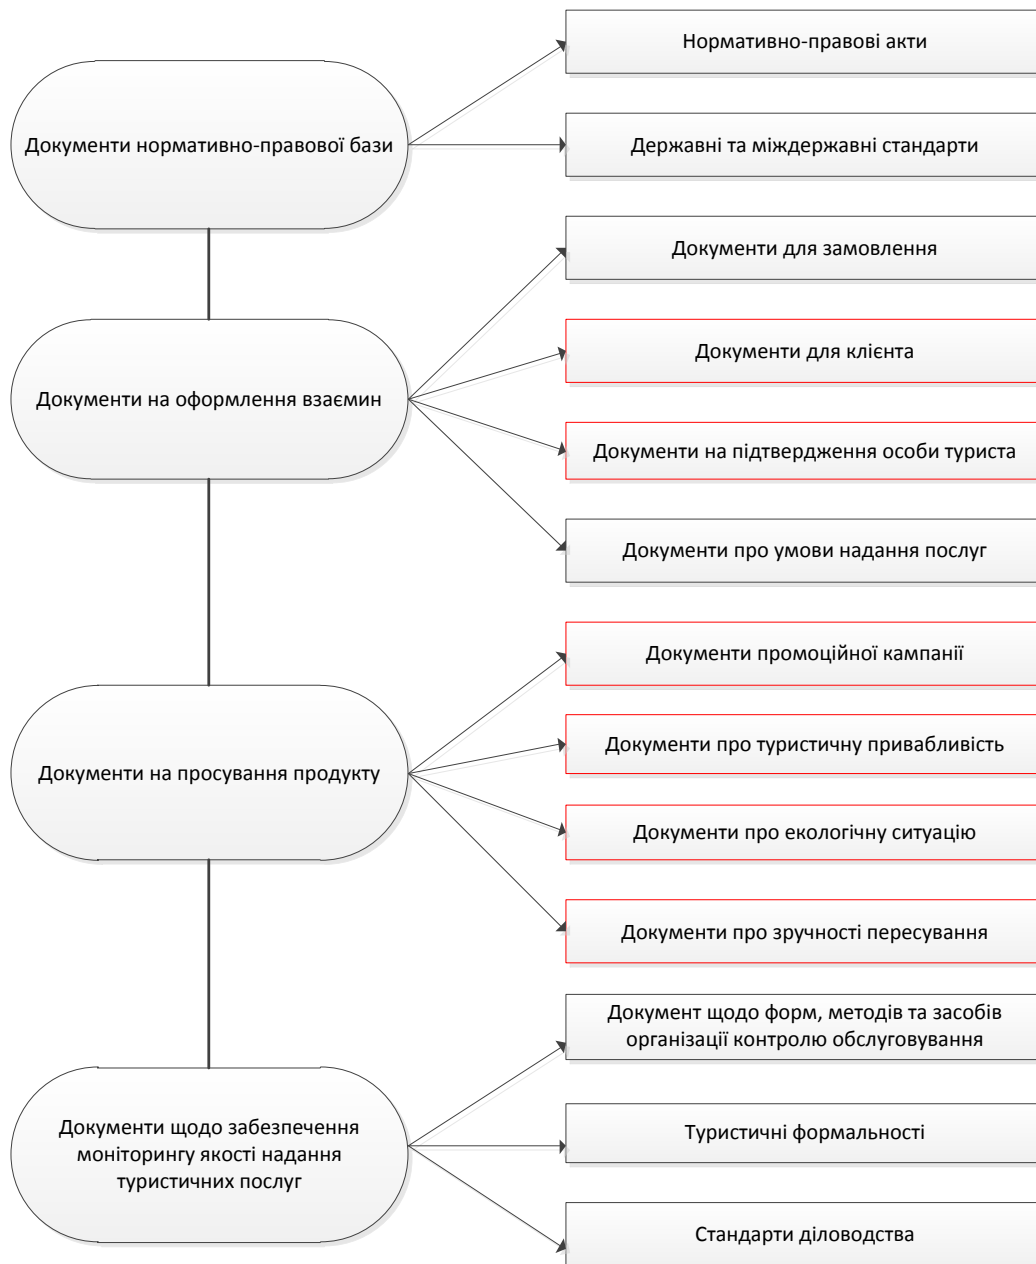 Нормативно-правові акти
Документи нормативно-правової бази
Державні та міждержавні стандарти
Документи для замовлення
Документи для клієнта
Документи на оформлення взаємин
Документи на підтвердження особи туриста
Документи про умови надання послуг
Документи промоційної кампанії
Документи про туристичну привабливість
Документи на просування продукту
Документи про екологічну ситуацію
Документи про зручності пересування
Документ щодо форм, методів та засобів
організації контролю обслуговування
Документи щодо забезпечення
моніторингу якості надання
туристичних послуг
Туристичні формальності
Стандарти діловодства